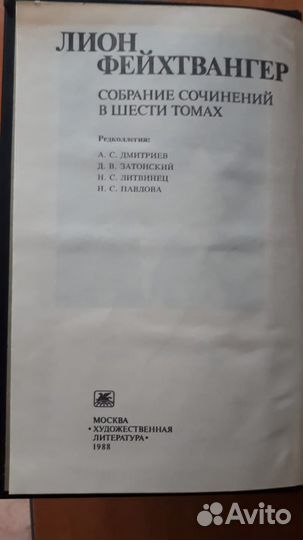 ЛИОН
ФЕЙХТВАНГЕР
СОБРАНИЕ СОЧИНЕНИЙ
В ШЕСТИ ТОМАХ
Редколлегия:
А. С. ДМИТРИЕВ
Д. В. ЗАТОНСКИЙ
Н. С. ЛИТВИНЕЦ
Н. С. ПАВЛОВА
МОСКВА
«ХУДОЖЕСТВЕННАЯ
ЛИТЕРАТУРА»
1988
Avito